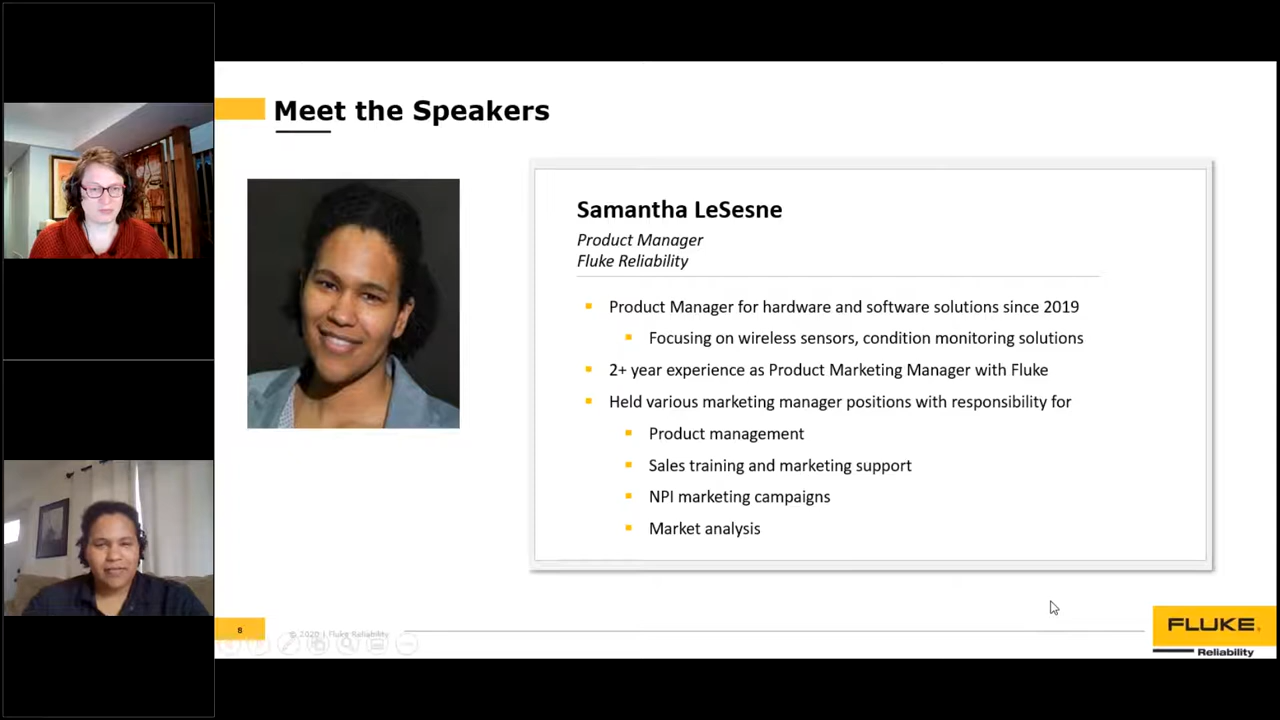 Meet the Speakers
Samantha LeSesne
Product Manager
Fluke Reliability
Product Manager for hardware and software solutions since 2019
Focusing on wireless sensors, condition monitoring solutions
2+ year experience as Product Marketing Manager with Fluke
Held various marketing manager positions with responsibility for
Product management
Sales training and marketing support
NPI marketing campaigns
Market analysis
8
© 2020 | Fluke Reliability
FLUKE®
Reliability